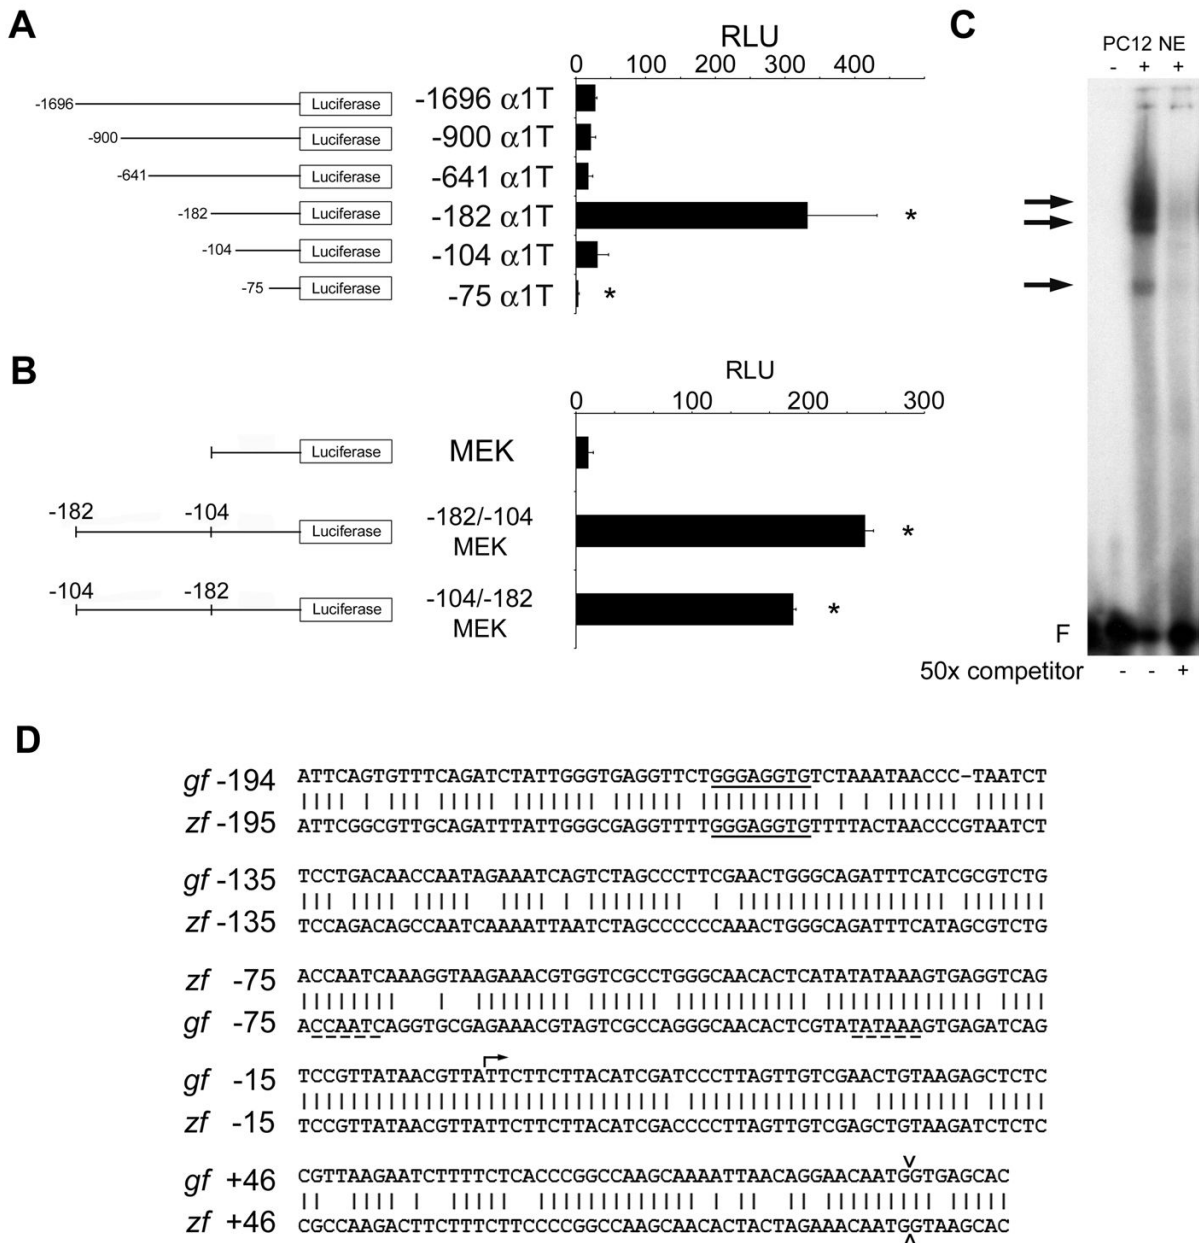 A
RLU
0 100 200 300 400
-1696 Luciferase -1696 α1T
-900 Luciferase -900 α1T
-641 Luciferase -641 α1T
-182 Luciferase -182 α1T *
-104 Luciferase -104 α1T
-75 Luciferase -75 α1T *
B
RLU
0 100 200 300
Luciferase MEK
-182 -104 Luciferase -182/-104 MEK *
-104 -182 Luciferase -104/-182 MEK *
C
PC12 NE
- + +
F
50x competitor - - +
D
gf -194 ATTCAGTGTTTCAGATCTATTGGGTGAGGTTCTGGGAGGTGTCTAAATAACCC-TAATCT
zf -195 ATTCGGCGTTGCAGATTTATTGGGCGAGGTTTTGGGAGGTGTTTTACTAACCCGTAATCT
gf -135 TCCTGACAACCAATAGAAATCAGTCTAGCCCTTCGAACTGGGCAGATTTCATCGCGTCTG
zf -135 TCCAGACAGCCAATCAAAATTAATCTAGCCCCCCAAACTGGGCAGATTTCATAGCGTCTG
zf -75 ACCAATCAAAGGTAAGAAACGTGGTCGCCTGGGCAACACTCATATATAAAGTGAGGTCAG
gf -75 ACCAATCAGGTGCGAGAAACGTAGTCGCCAGGGCAACACTCGTATATAAAGTGAGATCAG
gf -15 TCCGTTATAACGTTATTCTTCTTACATCGATCCCTTAGTTGTCGAACTGTAAGAGCTCTC
zf -15 TCCGTTATAACGTTATTCTTCTTACATCGACCCCTTAGTTGTCGAGCTGTAAGATCTCTC
gf +46 CGTTAAGAATCTTTTCTCACCCGGCCAAGCAAAATTAACAGGAACAATGGTGAGCAC
zf +46 CGCCAAGACTTCTTTCTTCCCCGGCCAAGCAACACTACTAGAAACAATGGTAAGCAC